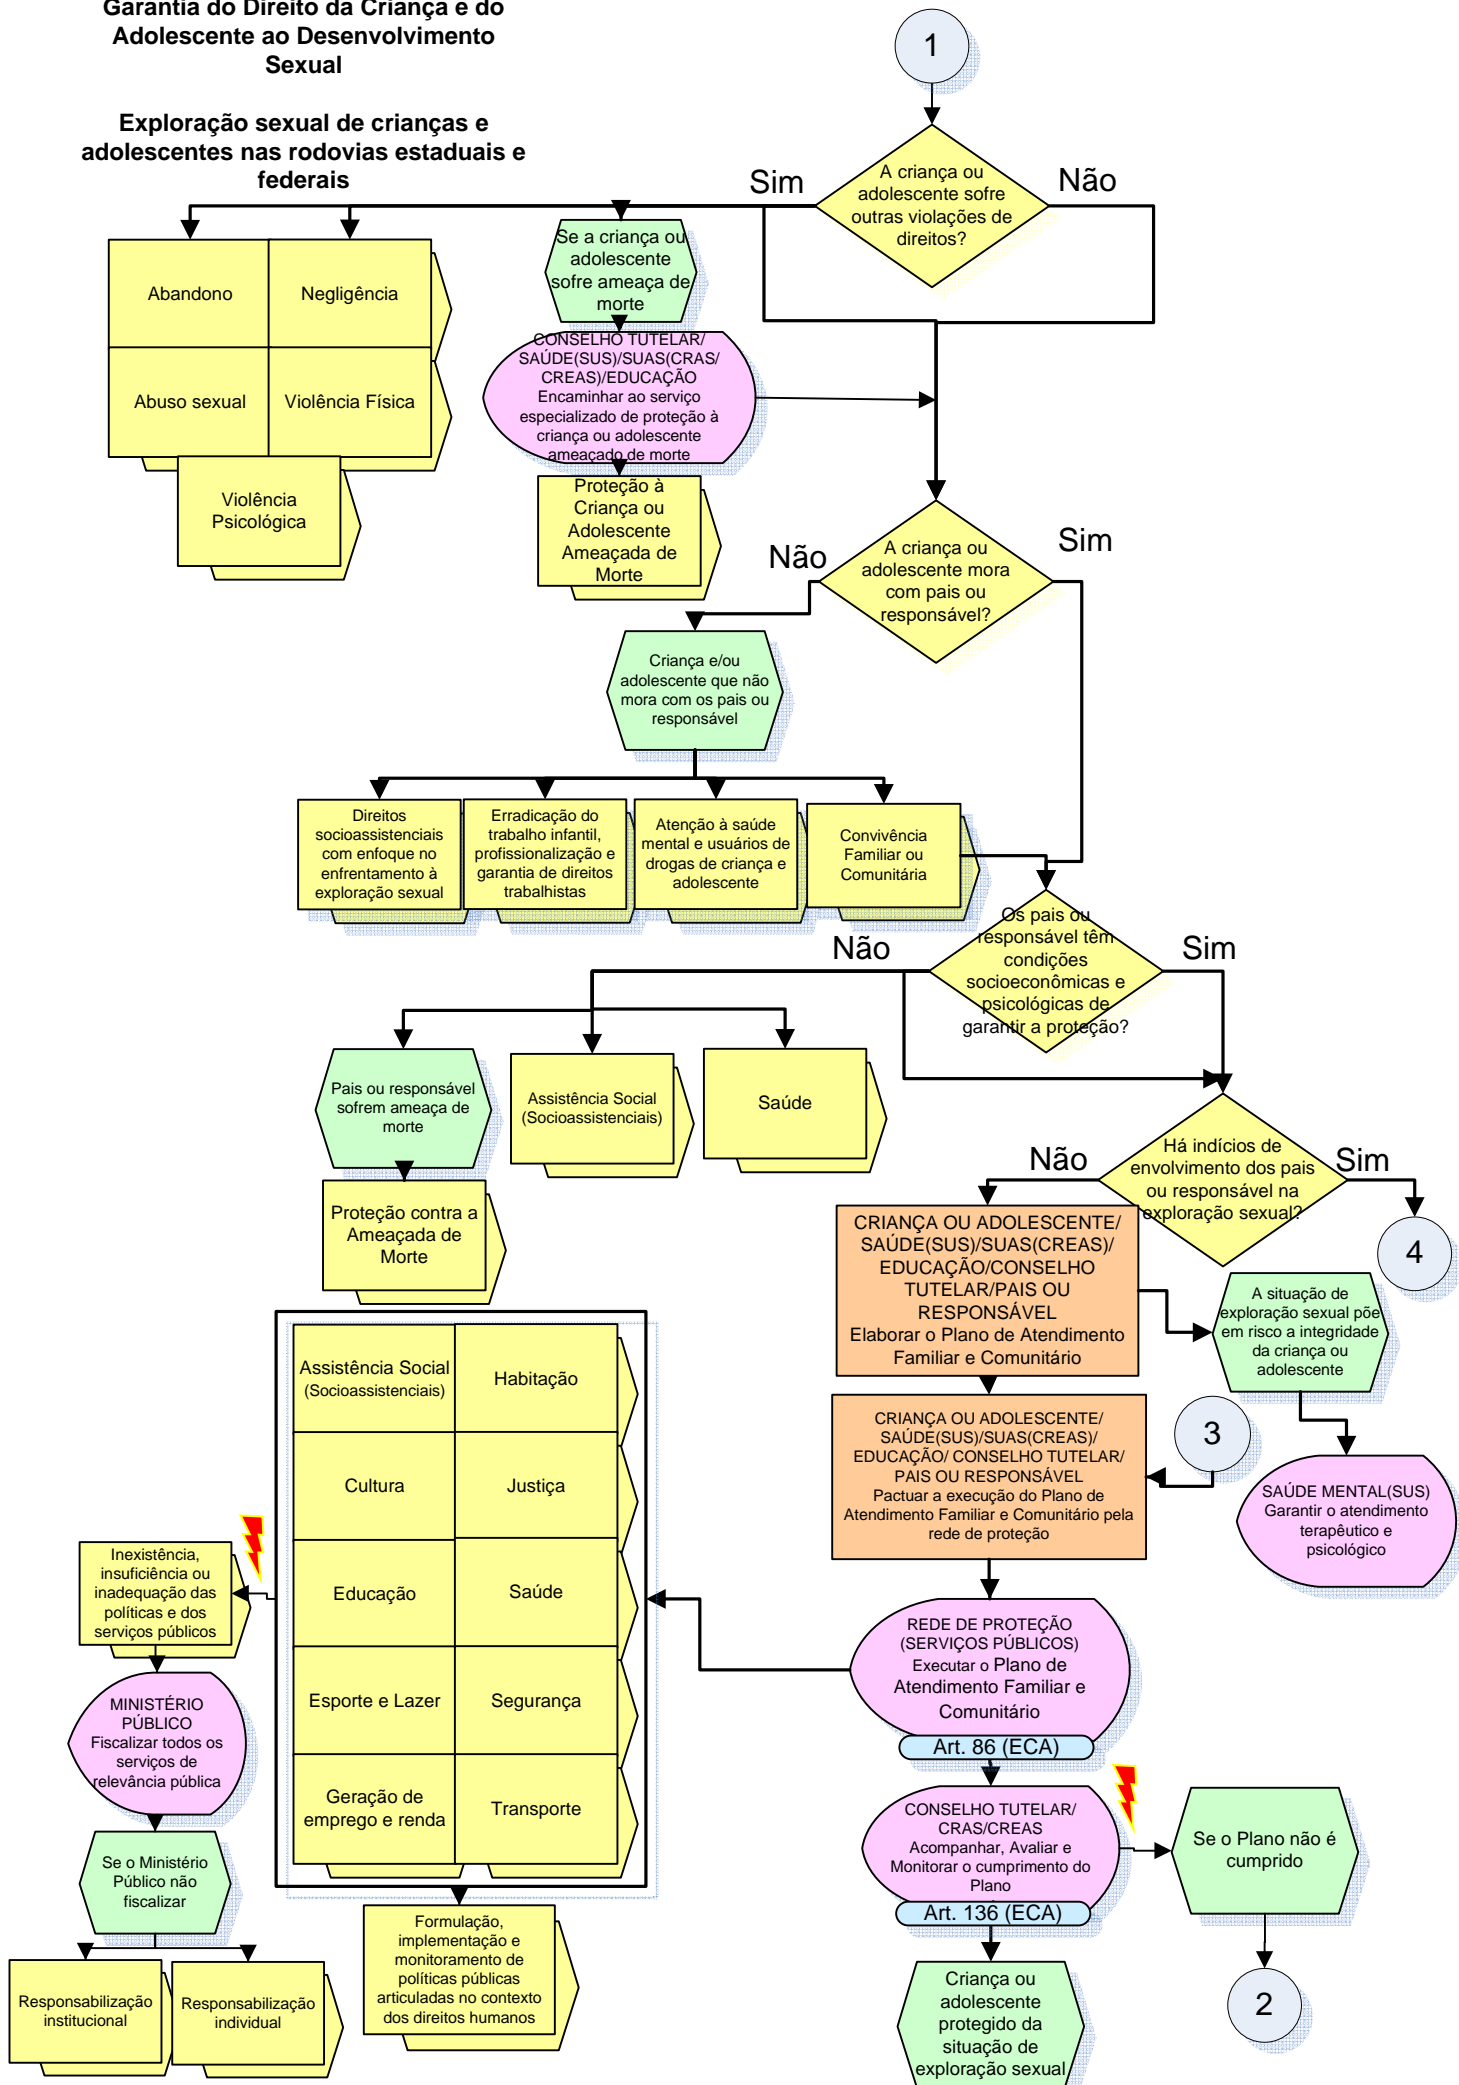 Garantia do Direito da Criança e do
Adolescente ao Desenvolvimento
Sexual
Exploração sexual de crianças e
adolescentes nas rodovias estaduais e
federais
1
A criança ou
adolescente sofre
outras violações de
direitos?
Sim
Não
Abandono
Negligência
Abuso sexual
Violência Física
Violência
Psicológica
Se a criança ou
adolescente
sofre ameaça de
morte
CONSELHO TUTELAR/
SAÚDE(SUS)/SUAS(CRAS/
CREAS)/EDUCAÇÃO
Encaminhar ao serviço
especializado de proteção à
criança ou adolescente
ameaçado de morte
Proteção à
Criança ou
Adolescente
Ameaçada de
Morte
A criança ou
adolescente mora
com pais ou
responsável?
Não
Sim
Criança e/ou
adolescente que não
mora com os pais ou
responsável
Direitos
socioassistenciais
com enfoque no
enfrentamento à
exploração sexual
Erradicação do
trabalho infantil,
profissionalização e
garantia de direitos
trabalhistas
Atenção à saúde
mental e usuários de
drogas de criança e
adolescente
Convivência
Familiar ou
Comunitária
Os pais ou
responsável têm
condições
socioeconômicas e
psicológicas de
garantir a proteção?
Não
Sim
Pais ou responsável
sofrem ameaça de
morte
Assistência Social
(Socioassistenciais)
Saúde
Proteção contra a
Ameaçada de
Morte
Há indícios de
envolvimento dos pais
ou responsável na
exploração sexual?
Não
Sim
4
CRIANÇA OU ADOLESCENTE/
SAÚDE(SUS)/SUAS(CREAS)/
EDUCAÇÃO/CONSELHO
TUTELAR/PAIS OU
RESPONSÁVEL
Elaborar o Plano de Atendimento
Familiar e Comunitário
A situação de
exploração sexual põe
em risco a integridade
da criança ou
adolescente
CRIANÇA OU ADOLESCENTE/
SAÚDE(SUS)/SUAS(CREAS)/
EDUCAÇÃO/ CONSELHO TUTELAR/
PAIS OU RESPONSÁVEL
Pactuar a execução do Plano de
Atendimento Familiar e Comunitário pela
rede de proteção
3
SAÚDE MENTAL(SUS)
Garantir o atendimento
terapêutico e
psicológico
Assistência Social
(Socioassistenciais)
Habitação
Cultura
Justiça
Educação
Saúde
Esporte e Lazer
Segurança
Geração de
emprego e renda
Transporte
Inexistência,
insuficiência ou
inadequação das
políticas e dos
serviços públicos
MINISTÉRIO
PÚBLICO
Fiscalizar todos os
serviços de
relevância pública
Se o Ministério
Público não
fiscalizar
Responsabilização
institucional
Responsabilização
individual
Formulação,
implementação e
monitoramento de
políticas públicas
articuladas no contexto
dos direitos humanos
REDE DE PROTEÇÃO
(SERVIÇOS PÚBLICOS)
Executar o Plano de
Atendimento Familiar e
Comunitário
Art. 86 (ECA)
CONSELHO TUTELAR/
CRAS/CREAS
Acompanhar, Avaliar e
Monitorar o cumprimento do
Plano
Art. 136 (ECA)
Se o Plano não é
cumprido
2
Criança ou
adolescente
protegido da
situação de
exploração sexual